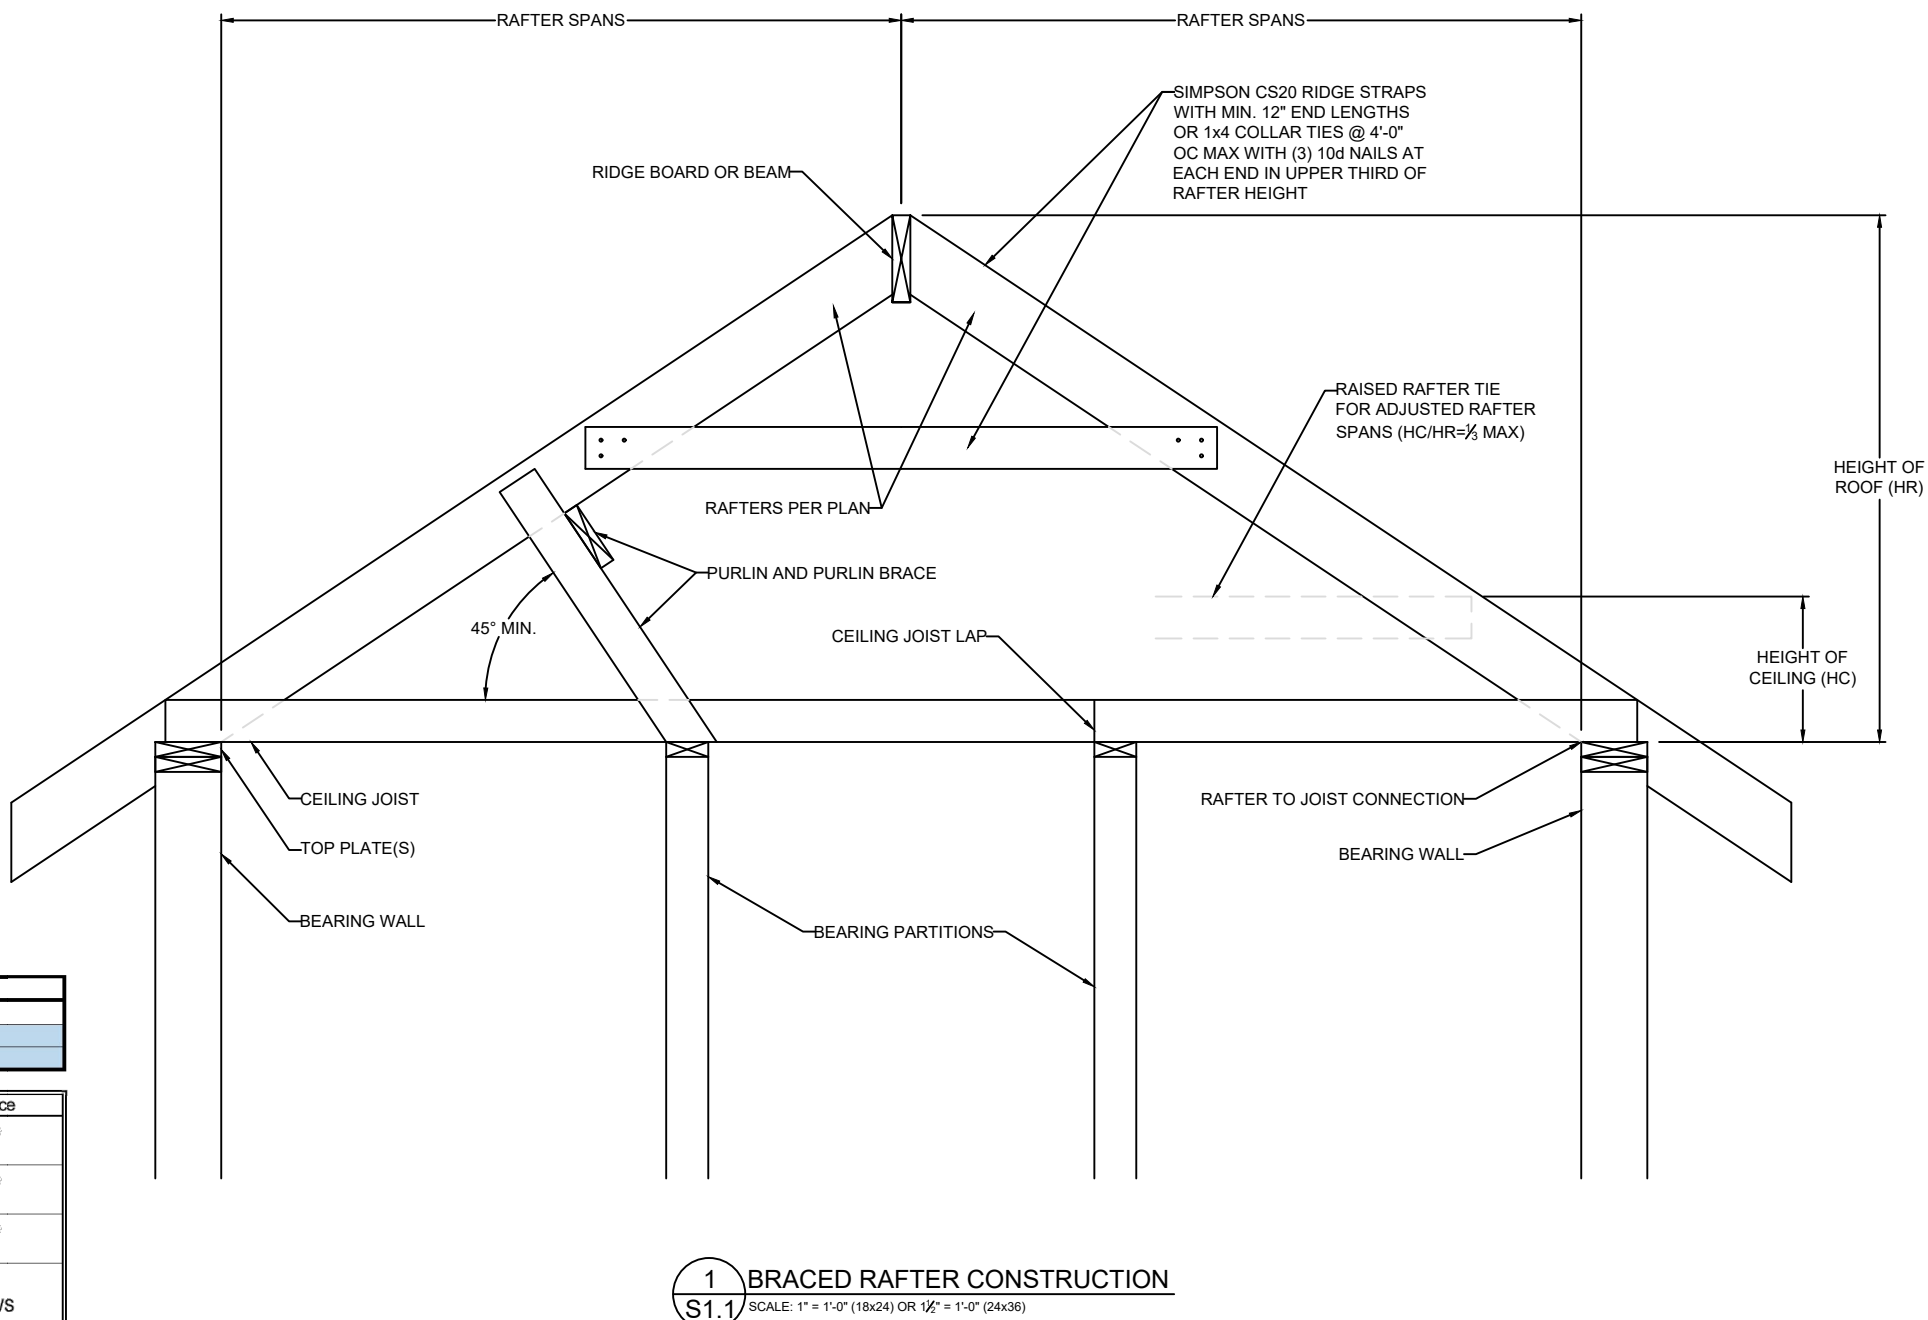 RAFTER SPANS
RAFTER SPANS
SIMPSON CS20 RIDGE STRAPS
WITH MIN. 12" END LENGTHS
OR 1x4 COLLAR TIES @ 4'-0"
OC MAX WITH (3) 10d NAILS AT
EACH END IN UPPER THIRD OF
RAFTER HEIGHT
RIDGE BOARD OR BEAM
RAISED RAFTER TIE
FOR ADJUSTED RAFTER
SPANS (HC/HR=⅓ MAX)
HEIGHT OF
ROOF (HR)
RAFTERS PER PLAN
PURLIN AND PURLIN BRACE
45° MIN.
CEILING JOIST LAP
HEIGHT OF
CEILING (HC)
CEILING JOIST
RAFTER TO JOIST CONNECTION
TOP PLATE(S)
BEARING WALL
BEARING WALL
BEARING PARTITIONS
ce
/S
1
S1.1
BRACED RAFTER CONSTRUCTION
SCALE: 1" = 1'-0" (18x24) OR 1½" = 1'-0" (24x36)